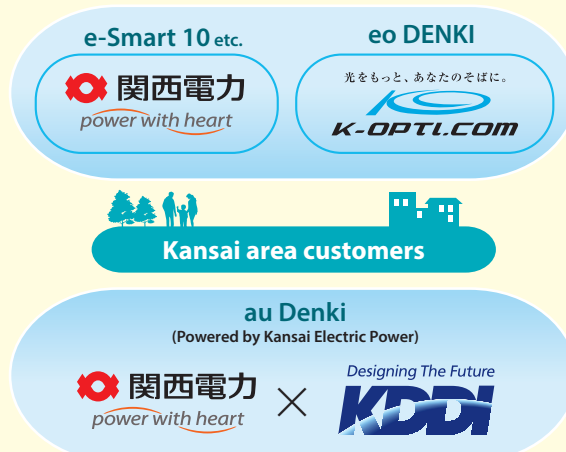 e-Smart 10 etc.
関西電力
power with heart
eo DENKI
光をもっと、あなたのそばに。
K-OPTI.COM
Kansai area customers
au Denki
(Powered by Kansai Electric Power)
関西電力
power with heart
×
Designing The Future
KDDI